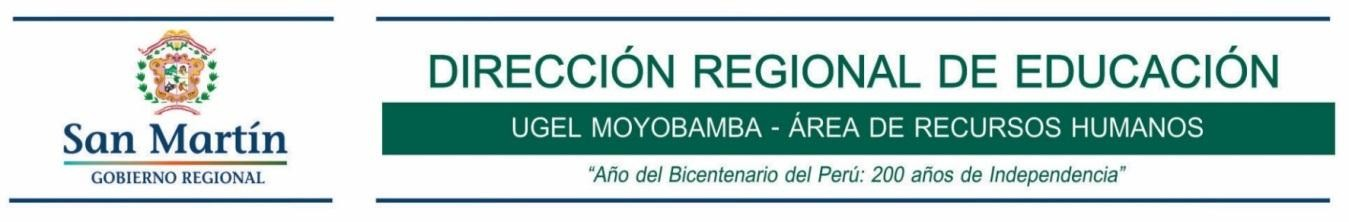 San Martín
GOBIERNO REGIONAL
DIRECCIÓN REGIONAL DE EDUCACIÓN
UGEL MOYOBAMBA - ÁREA DE RECURSOS HUMANOS
“Año del Bicentenario del Perú: 200 años de Independencia”